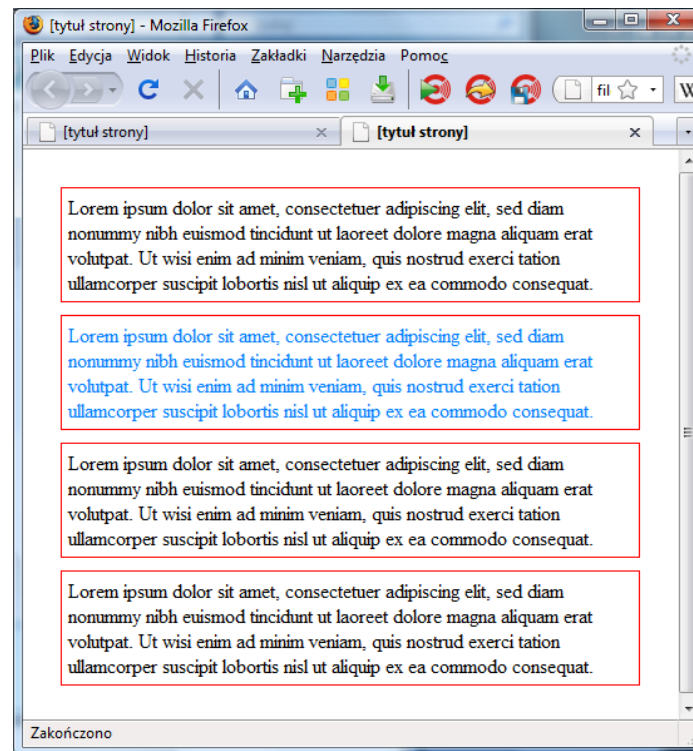 [tytuł strony] - Mozilla Firefox
Plik Edycja Widok Historia Zakładki Narzędzia Pomoc
fil W
[tytuł strony] [tytuł strony]
Lorem ipsum dolor sit amet, consectetuer adipiscing elit, sed diam
nonummy nibh euismod tincidunt ut laoreet dolore magna aliquam erat
volutpat. Ut wisi enim ad minim veniam, quis nostrud exerci tation
ullamcorper suscipit lobortis nisl ut aliquip ex ea commodo consequat.
Lorem ipsum dolor sit amet, consectetuer adipiscing elit, sed diam
nonummy nibh euismod tincidunt ut laoreet dolore magna aliquam erat
volutpat. Ut wisi enim ad minim veniam, quis nostrud exerci tation
ullamcorper suscipit lobortis nisl ut aliquip ex ea commodo consequat.
Lorem ipsum dolor sit amet, consectetuer adipiscing elit, sed diam
nonummy nibh euismod tincidunt ut laoreet dolore magna aliquam erat
volutpat. Ut wisi enim ad minim veniam, quis nostrud exerci tation
ullamcorper suscipit lobortis nisl ut aliquip ex ea commodo consequat.
Lorem ipsum dolor sit amet, consectetuer adipiscing elit, sed diam
nonummy nibh euismod tincidunt ut laoreet dolore magna aliquam erat
volutpat. Ut wisi enim ad minim veniam, quis nostrud exerci tation
ullamcorper suscipit lobortis nisl ut aliquip ex ea commodo consequat.
Zakończono